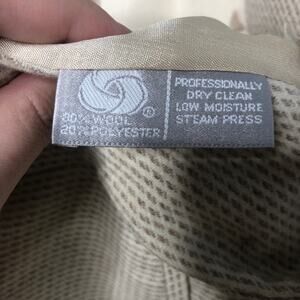 80% WOOL
20% POLYESTER ®
PROFESSIONALLY
DRY CLEAN
LOW MOISTURE
STEAM PRESS